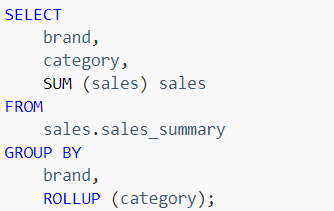 SELECT
    brand,
    category,
    SUM (sales) sales
FROM
    sales.sales_summary
GROUP BY
    brand,
    ROLLUP (category);